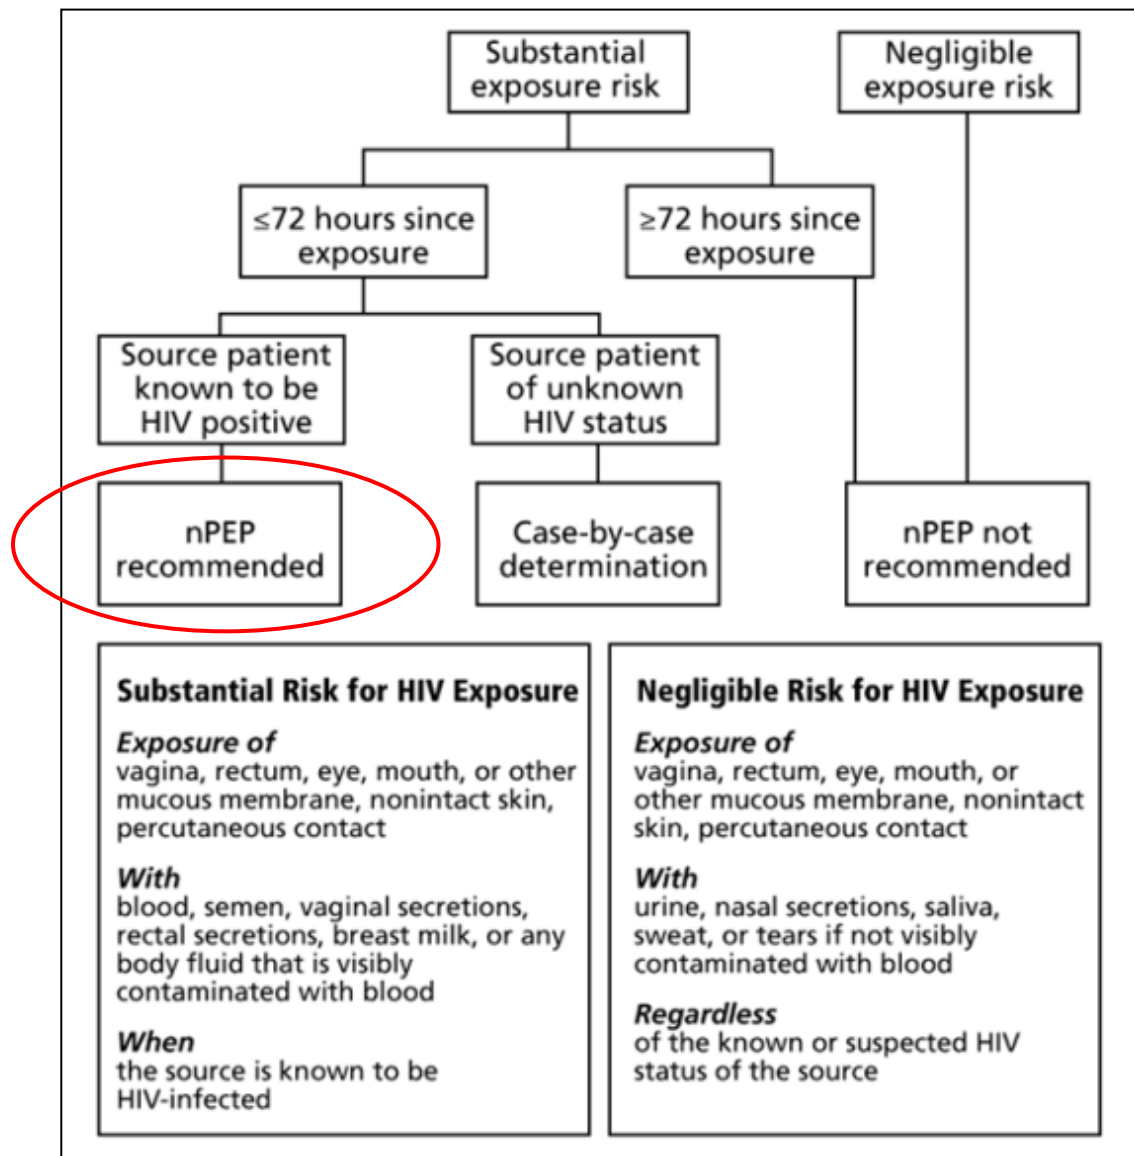 Substantial
exposure risk
Negligible
exposure risk
≤72 hours since
exposure
≥72 hours since
exposure
Source patient
known to be
HIV positive
Source patient
of unknown
HIV status
nPEP
recommended
Case-by-case
determination
nPEP not
recommended
Substantial Risk for HIV Exposure
Exposure of
vagina, rectum, eye, mouth, or other
mucous membrane, nonintact skin,
percutaneous contact
With
blood, semen, vaginal secretions,
rectal secretions, breast milk, or any
body fluid that is visibly
contaminated with blood
When
the source is known to be
HIV-infected
Negligible Risk for HIV Exposure
Exposure of
vagina, rectum, eye, mouth, or
other mucous membrane, nonintact
skin, percutaneous contact
With
urine, nasal secretions, saliva,
sweat, or tears if not visibly
contaminated with blood
Regardless
of the known or suspected HIV
status of the source